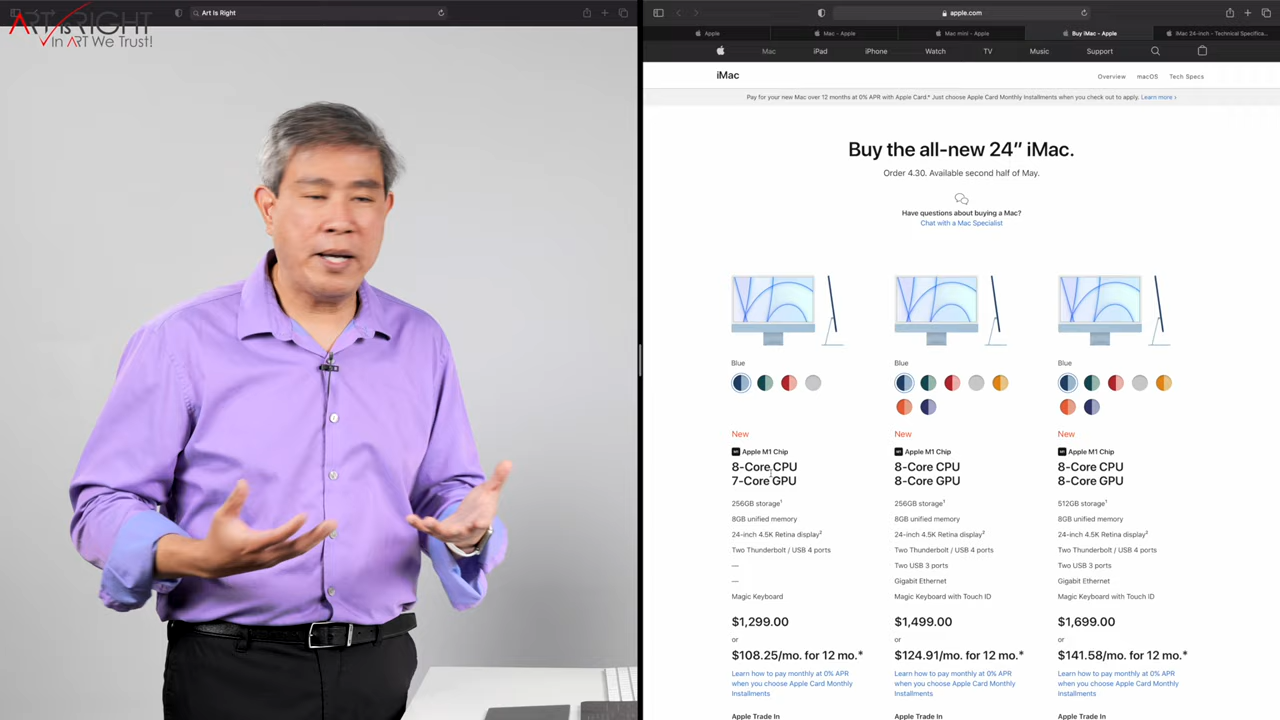 Art Is Right
ART IS RIGHT
In ART We Trust!
apple.com
Apple
Mac - Apple
Mac mini - Apple
Buy iMac - Apple
iMac 24-inch - Technical Specifica...
Mac
iPad
iPhone
Watch
TV
Music
Support
iMac
Overview
macOS
Tech Specs
Pay for your new Mac over 12 months at 0% APR with Apple Card.* Just choose Apple Card Monthly Installments when you check out to apply. Learn more ›
Buy the all-new 24″ iMac.
Order 4.30. Available second half of May.
Have questions about buying a Mac?
Chat with a Mac Specialist
Blue
New
Apple M1 Chip
8-Core CPU
7-Core GPU
256GB storage¹
8GB unified memory
24-inch 4.5K Retina display²
Two Thunderbolt / USB 4 ports
—
—
Magic Keyboard
$1,299.00
or
$108.25/mo. for 12 mo.*
Learn how to pay monthly at 0% APR
when you choose Apple Card Monthly
Installments
Apple Trade In
Blue
New
Apple M1 Chip
8-Core CPU
8-Core GPU
256GB storage¹
8GB unified memory
24-inch 4.5K Retina display²
Two Thunderbolt / USB 4 ports
Two USB 3 ports
Gigabit Ethernet
Magic Keyboard with Touch ID
$1,499.00
or
$124.91/mo. for 12 mo.*
Learn how to pay monthly at 0% APR
when you choose Apple Card Monthly
Installments
Apple Trade In
Blue
New
Apple M1 Chip
8-Core CPU
8-Core GPU
512GB storage¹
8GB unified memory
24-inch 4.5K Retina display²
Two Thunderbolt / USB 4 ports
Two USB 3 ports
Gigabit Ethernet
Magic Keyboard with Touch ID
$1,699.00
or
$141.58/mo. for 12 mo.*
Learn how to pay monthly at 0% APR
when you choose Apple Card Monthly
Installments
Apple Trade In